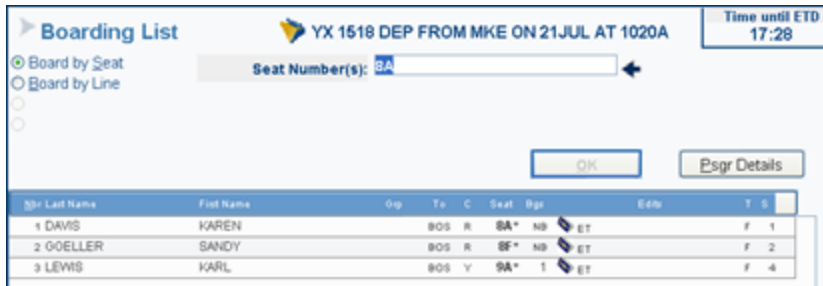 Boarding List
YX 1518 DEP FROM MKE ON 21JUL AT 1020A
Time until ETD
17:28
Board by Seat
Board by Line
Seat Number(s): 8A
OK
Psgr Details
Nbr Last Name First Name Grp To C Seat Bgs Edits T S
1 DAVIS KAREN BOS R 8A* NB ET F 1
2 GOELLER SANDY BOS R 8F* NB ET F 2
3 LEWIS KARL BOS Y 9A* 1 ET F 4